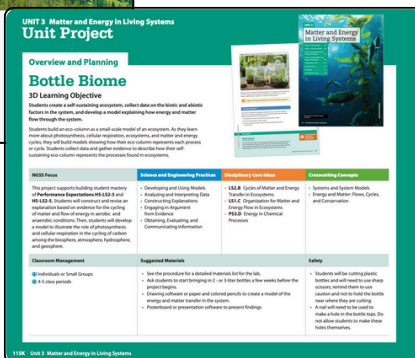 UNIT 3 Matter and Energy in Living Systems
Unit Project
Overview and Planning
Bottle Biome
3D Learning Objective
Students create a self-sustaining ecosystem, collect data on the biotic and abiotic
factors in the system, and develop a model explaining how energy and matter
flow through the system.
Students build an eco-column as a small-scale model of an ecosystem. As they learn
more about photosynthesis, cellular respiration, ecosystems, and matter and energy
cycles, they will build models showing how their eco-column represents each process
or cycle. Students collect data and gather evidence to describe how their self-
sustaining eco-column represents the processes found in ecosystems.
Matter and Energy
in Living Systems
NGSS Focus
This project supports building student mastery
of Performance Expectations HS-LS2-3 and
HS-LS2-5. Students will construct and revise an
explanation based on evidence for the cycling
of matter and flow of energy in aerobic and
anaerobic conditions. Then, students will develop
a model to illustrate the role of photosynthesis
and cellular respiration in the cycling of carbon
among the biosphere, atmosphere, hydrosphere,
and geosphere.
Science and Engineering Practices
• Developing and Using Models
• Analyzing and Interpreting Data
• Constructing Explanations
• Engaging in Argument
from Evidence
• Obtaining, Evaluating, and
Communicating Information
Disciplinary Core Ideas
• LS2.B Cycles of Matter and Energy
Transfer in Ecosystems
• LS1.C Organization for Matter and
Energy Flow in Ecosystems
• PS3.D Energy in Chemical
Processes
Crosscutting Concepts
• Systems and System Models
• Energy and Matter: Flows, Cycles,
and Conservation
Classroom Management
Individuals or Small Groups
4-5 class periods
Suggested Materials
• See the procedure for a detailed materials list for the lab.
• Ask students to start bringing in 2- or 3-liter bottles a few weeks before the
project begins.
• Drawing software or paper and colored pencils to create a model of the
energy and matter transfer in the system.
• Posterboard or presentation software to present findings
Safety
• Students will be cutting plastic
bottles and will need to use sharp
scissors; remind them to use
caution and not to hold the bottle
near where they are cutting.
• A nail will need to be used to
make a hole in the bottle tops. Do
not allow students to make these
holes themselves.
115K Unit 3 Matter and Energy in Living Systems